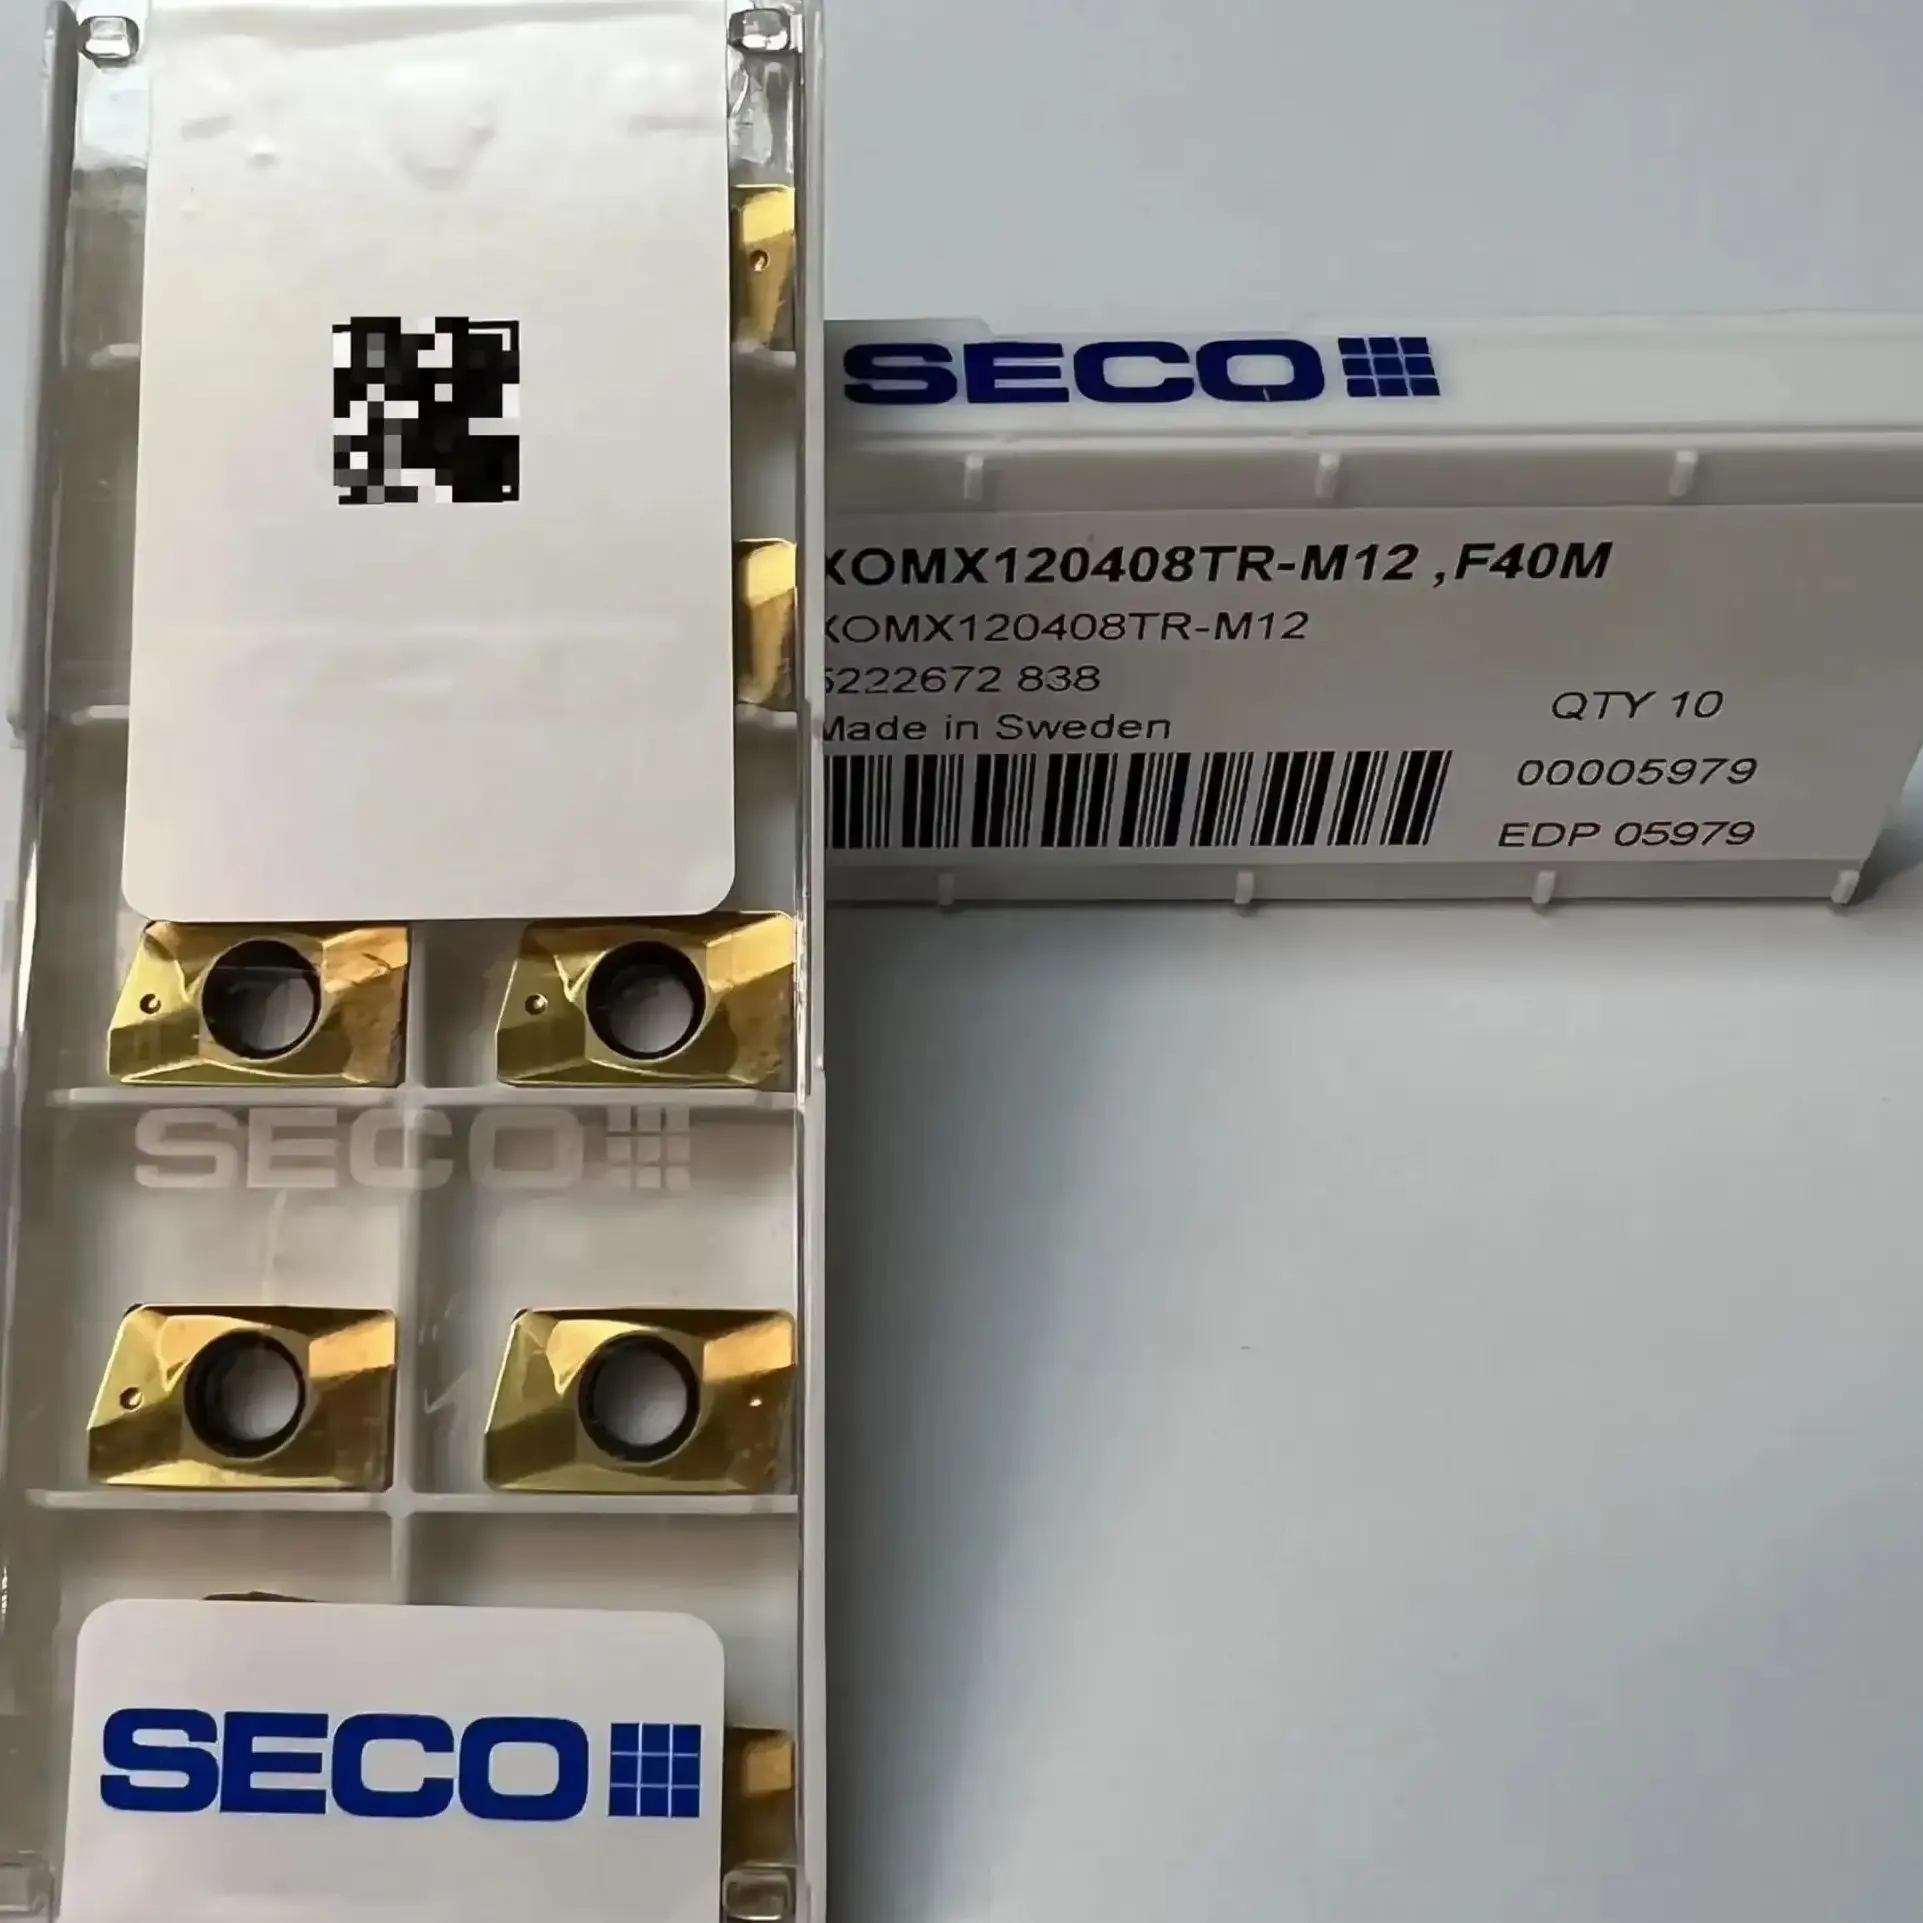 SECO
XOMX120408TR-M12 ,F40M
XOMX120408TR-M12
5222672 838
Made in Sweden
QTY 10
00005979
EDP 05979
SECO
SECO